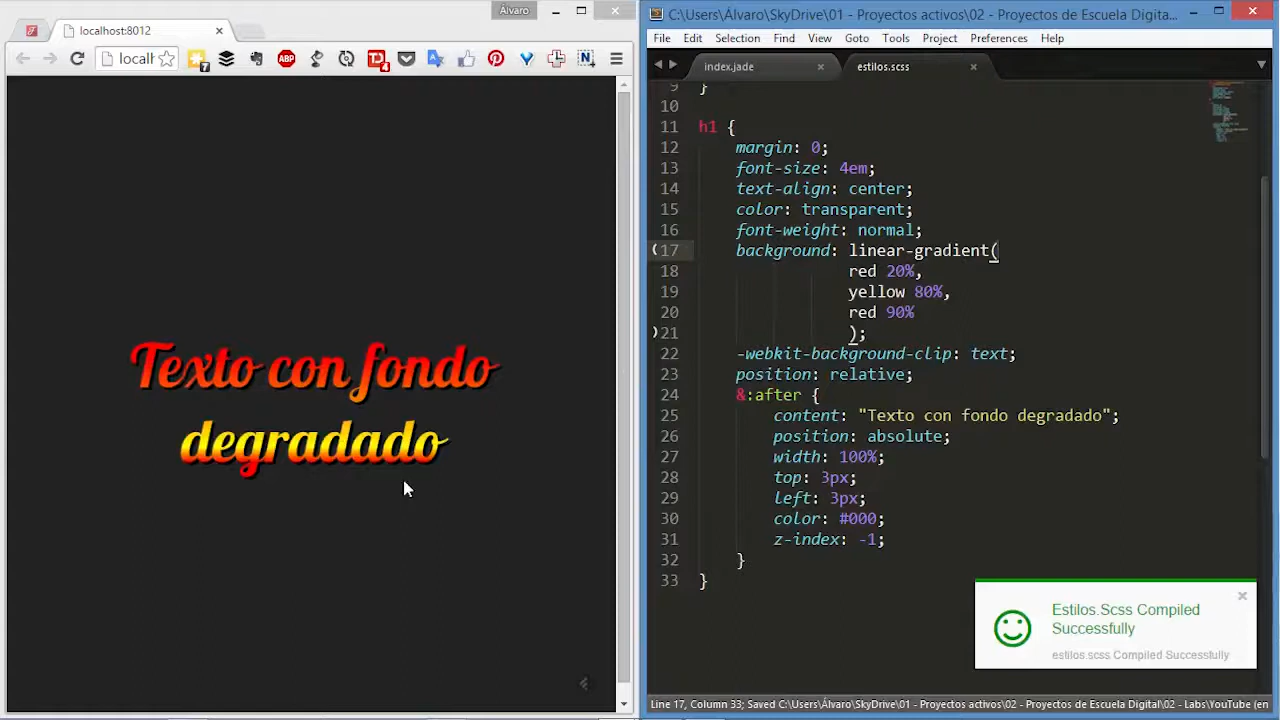 Álvaro
localhost:8012
localh
7
ABP
4
N
Texto con fondo
degradado
C:\Users\Álvaro\SkyDrive\01 - Proyectos activos\02 - Proyectos de Escuela Digita...
File Edit Selection Find View Goto Tools Project Preferences Help
index.jade
estilos.scss
9 }
10
11 h1 {
12 margin: 0;
13 font-size: 4em;
14 text-align: center;
15 color: transparent;
16 font-weight: normal;
17 background: linear-gradient(
18 red 20%,
19 yellow 80%,
20 red 90%
21 );
22 -webkit-background-clip: text;
23 position: relative;
24 &:after {
25 content: "Texto con fondo degradado";
26 position: absolute;
27 width: 100%;
28 top: 3px;
29 left: 3px;
30 color: #000;
31 z-index: -1;
32 }
33 }
Estilos.Scss Compiled
Successfully
estilos.scss Compiled Successfully
Line 17, Column 33; Saved C:\Users\Álvaro\SkyDrive\01 - Proyectos activos\02 - Proyectos de Escuela Digital\02 - Labs\YouTube (en